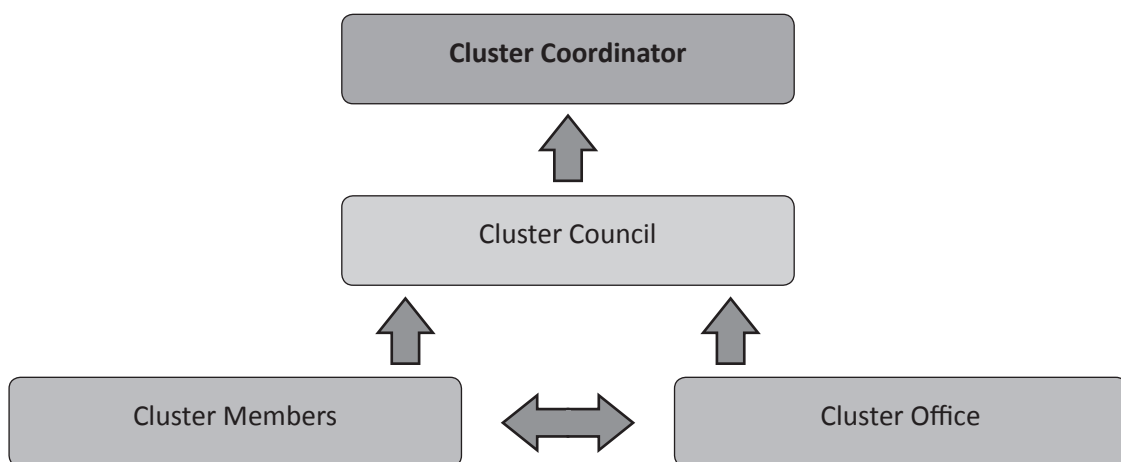 Cluster Coordinator
Cluster Council
Cluster Members
Cluster Office